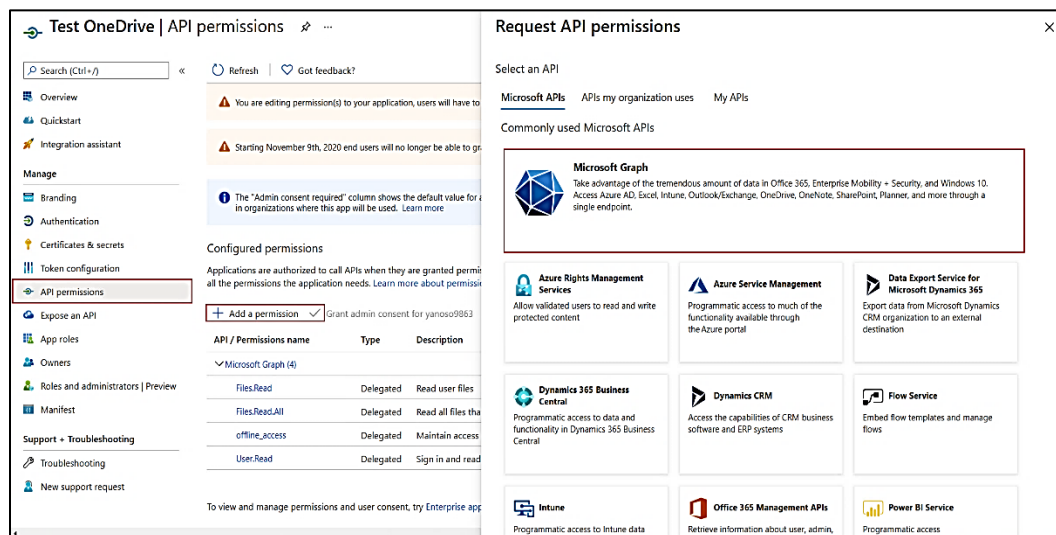 Test OneDrive | API permissions
Search (Ctrl+/)
«
Overview
Quickstart
Integration assistant
Manage
Branding
Authentication
Certificates & secrets
Token configuration
API permissions
Expose an API
App roles
Owners
Roles and administrators | Preview
Manifest
Support + Troubleshooting
Troubleshooting
New support request
Refresh
Got feedback?
You are editing permission(s) to your application, users will have to
Starting November 9th, 2020 end users will no longer be able to gr
The "Admin consent required" column shows the default value for a
in organizations where this app will be used. Learn more
Configured permissions
Applications are authorized to call APIs when they are granted permis
all the permissions the application needs. Learn more about permissio
+ Add a permission
Grant admin consent for yanoso9863
API / Permissions name Type Description
Microsoft Graph (4)
Files.Read Delegated Read user files
Files.Read.All Delegated Read all files tha
offline_access Delegated Maintain access
User.Read Delegated Sign in and read
To view and manage permissions and user consent, try Enterprise app
Request API permissions
Select an API
Microsoft APIs APIs my organization uses My APIs
Commonly used Microsoft APIs
Microsoft Graph
Take advantage of the tremendous amount of data in Office 365, Enterprise Mobility + Security, and Windows 10.
Access Azure AD, Excel, Intune, Outlook/Exchange, OneDrive, OneNote, SharePoint, Planner, and more through a
single endpoint.
Azure Rights Management
Services
Allow validated users to read and write
protected content
Azure Service Management
Programmatic access to much of the
functionality available through
the Azure portal
Data Export Service for
Microsoft Dynamics 365
Export data from Microsoft Dynamics
CRM organization to an external
destination
Dynamics 365 Business
Central
Programmatic access to data and
functionality in Dynamics 365 Business
Central
Dynamics CRM
Access the capabilities of CRM business
software and ERP systems
Flow Service
Embed flow templates and manage
flows
Intune
Programmatic access to Intune data
Office 365 Management APIs
Retrieve information about user, admin,
Power BI Service
Programmatic access